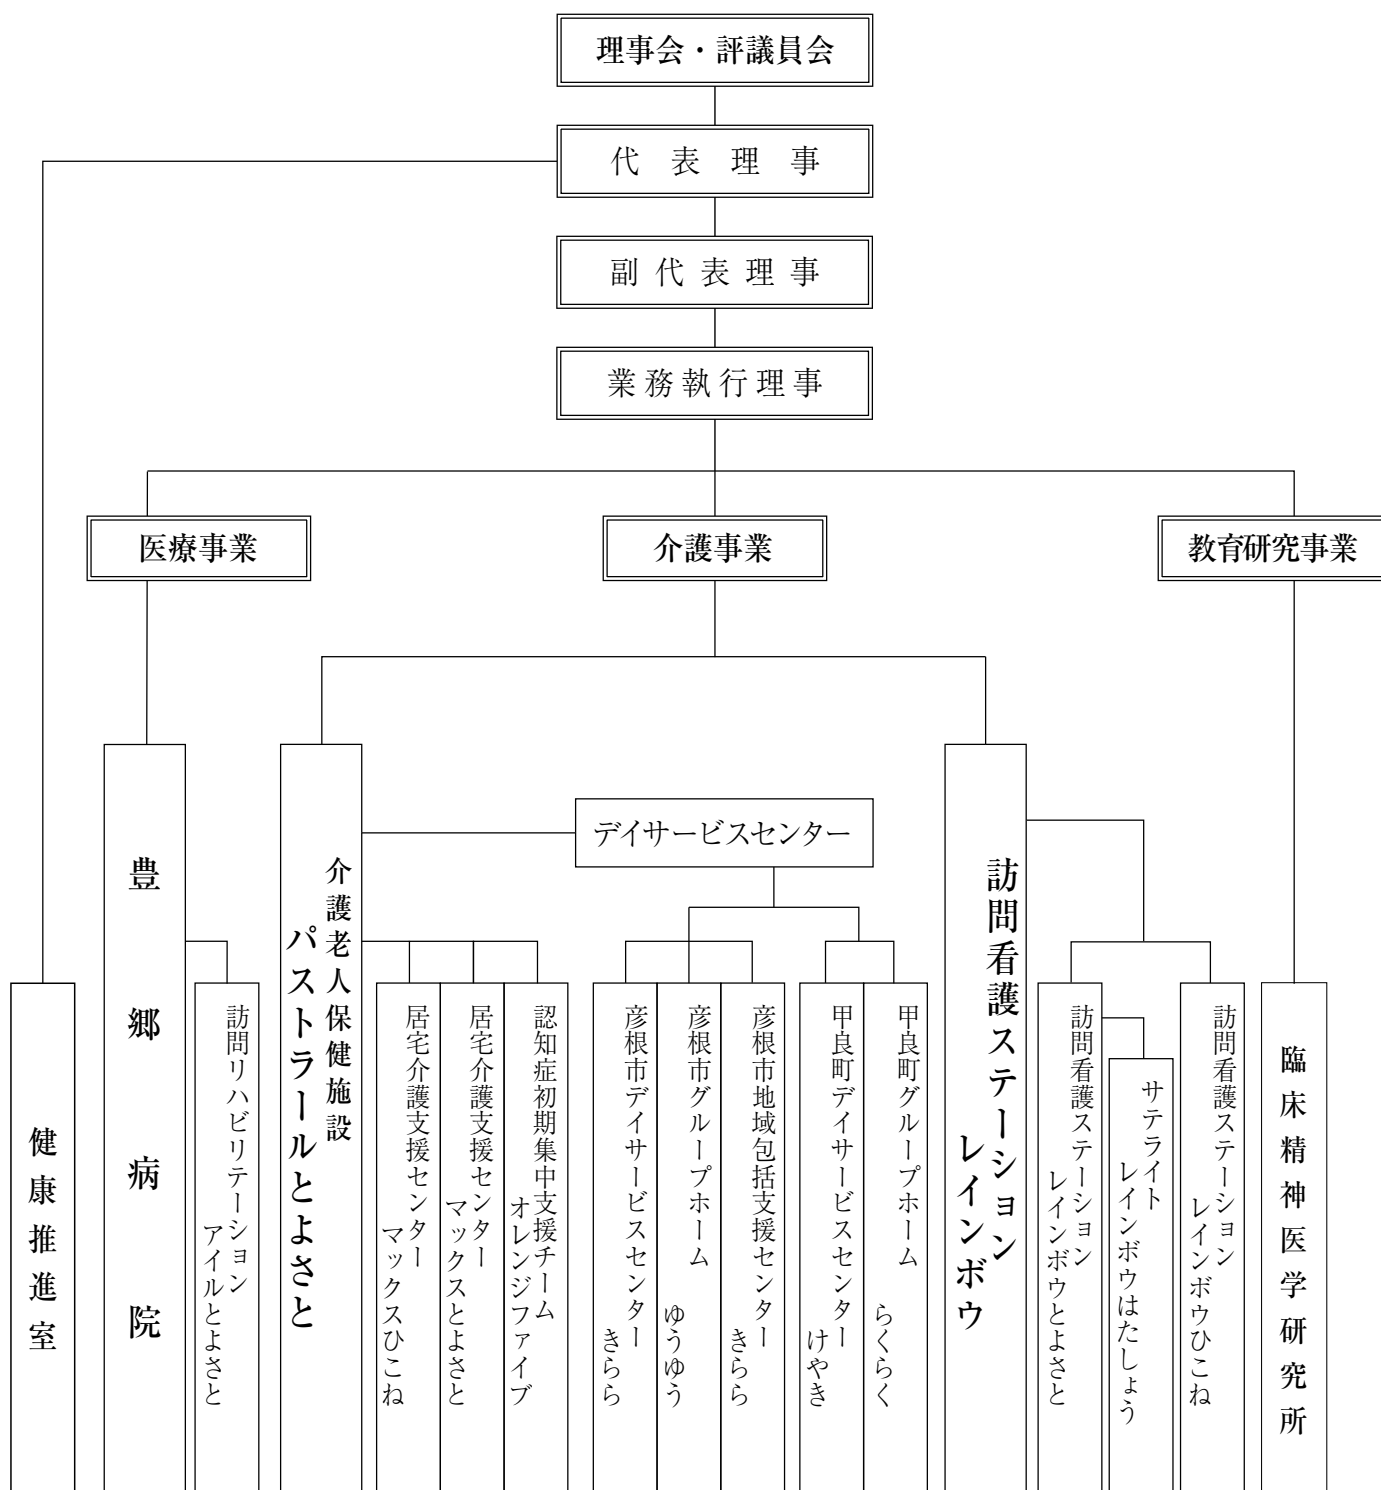 理事会・評議員会
代表理事
副代表理事
業務執行理事
医療事業
介護事業
教育研究事業
デイサービスセンター
健康推進室
豊郷病院
訪問リハビリテーション
アイルとよさと
介護老人保健施設
パストラールとよさと
居宅介護支援センター
マックスひこね
居宅介護支援センター
マックスとよさと
認知症初期集中支援チーム
オレンジファイブ
彦根市デイサービスセンター
きらら
彦根市グループホーム
ゆうゆう
彦根市地域包括支援センター
きらら
甲良町デイサービスセンター
けやき
甲良町グループホーム
らくらく
訪問看護ステーション
レインボウ
訪問看護ステーション
レインボウとよさと
サテライト
レインボウはたしょう
訪問看護ステーション
レインボウひこね
臨床精神医学研究所